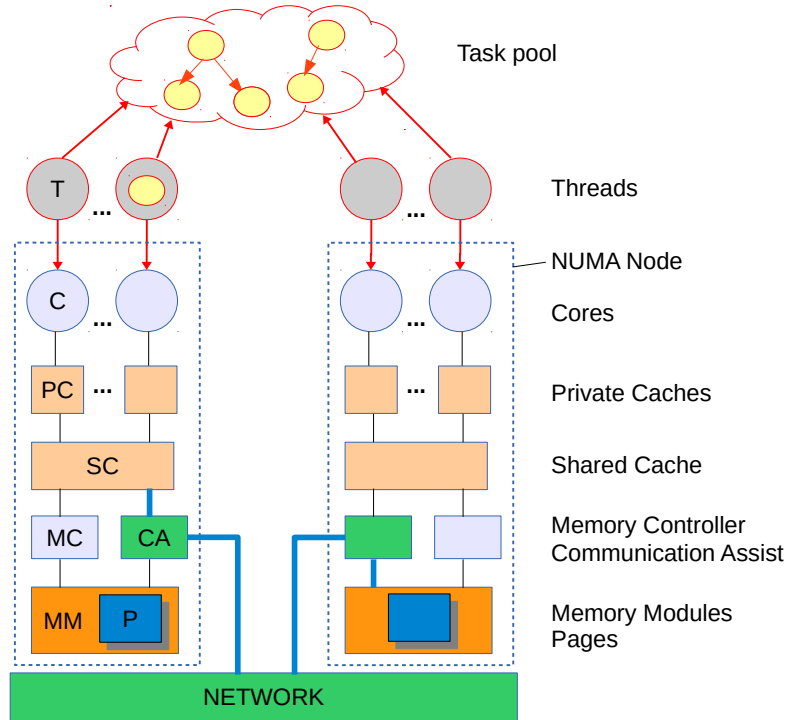 Task pool
T
...
...
Threads
NUMA Node
C
...
...
Cores
PC
...
...
Private Caches
SC
Shared Cache
MC
CA
Memory Controller
Communication Assist
MM
P
Memory Modules
Pages
NETWORK